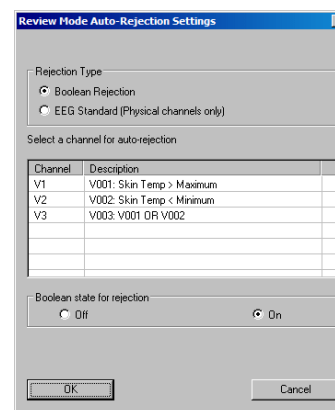 Review Mode Auto-Rejection Settings
Rejection Type
Boolean Rejection
EEG Standard (Physical channels only)
Select a channel for auto-rejection
Channel Description
V1 V001: Skin Temp > Maximum
V2 V002: Skin Temp < Minimum
V3 V003: V001 OR V002
Boolean state for rejection
Off On
OK Cancel